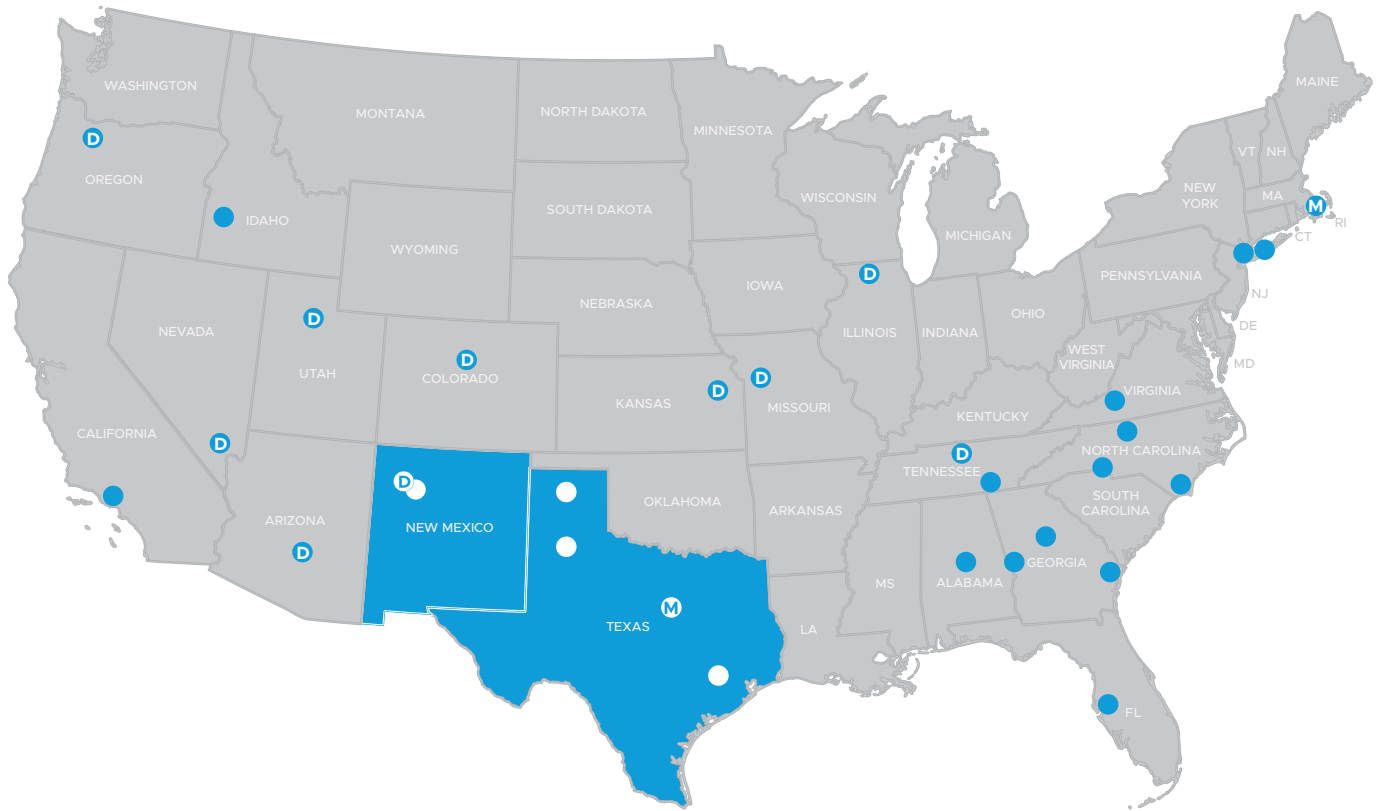 MAINE
WASHINGTON
MONTANA
NORTH DAKOTA
MINNESOTA
D
VT
NH
OREGON
WISCONSIN
NEW
YORK
MA
SOUTH DAKOTA
M
IDAHO
RI
MICHIGAN
CT
WYOMING
D
PENNSYLVANIA
IOWA
NJ
NEBRASKA
OHIO
D
DE
NEVADA
ILLINOIS
INDIANA
WEST
VIRGINIA
D
MD
UTAH
COLORADO
D
D
VIRGINIA
KANSAS
MISSOURI
KENTUCKY
CALIFORNIA
D
NORTH CAROLINA
D
TENNESSEE
D
OKLAHOMA
SOUTH
CAROLINA
ARKANSAS
ARIZONA
NEW MEXICO
D
GEORGIA
MS
ALABAMA
M
TEXAS
LA
FL